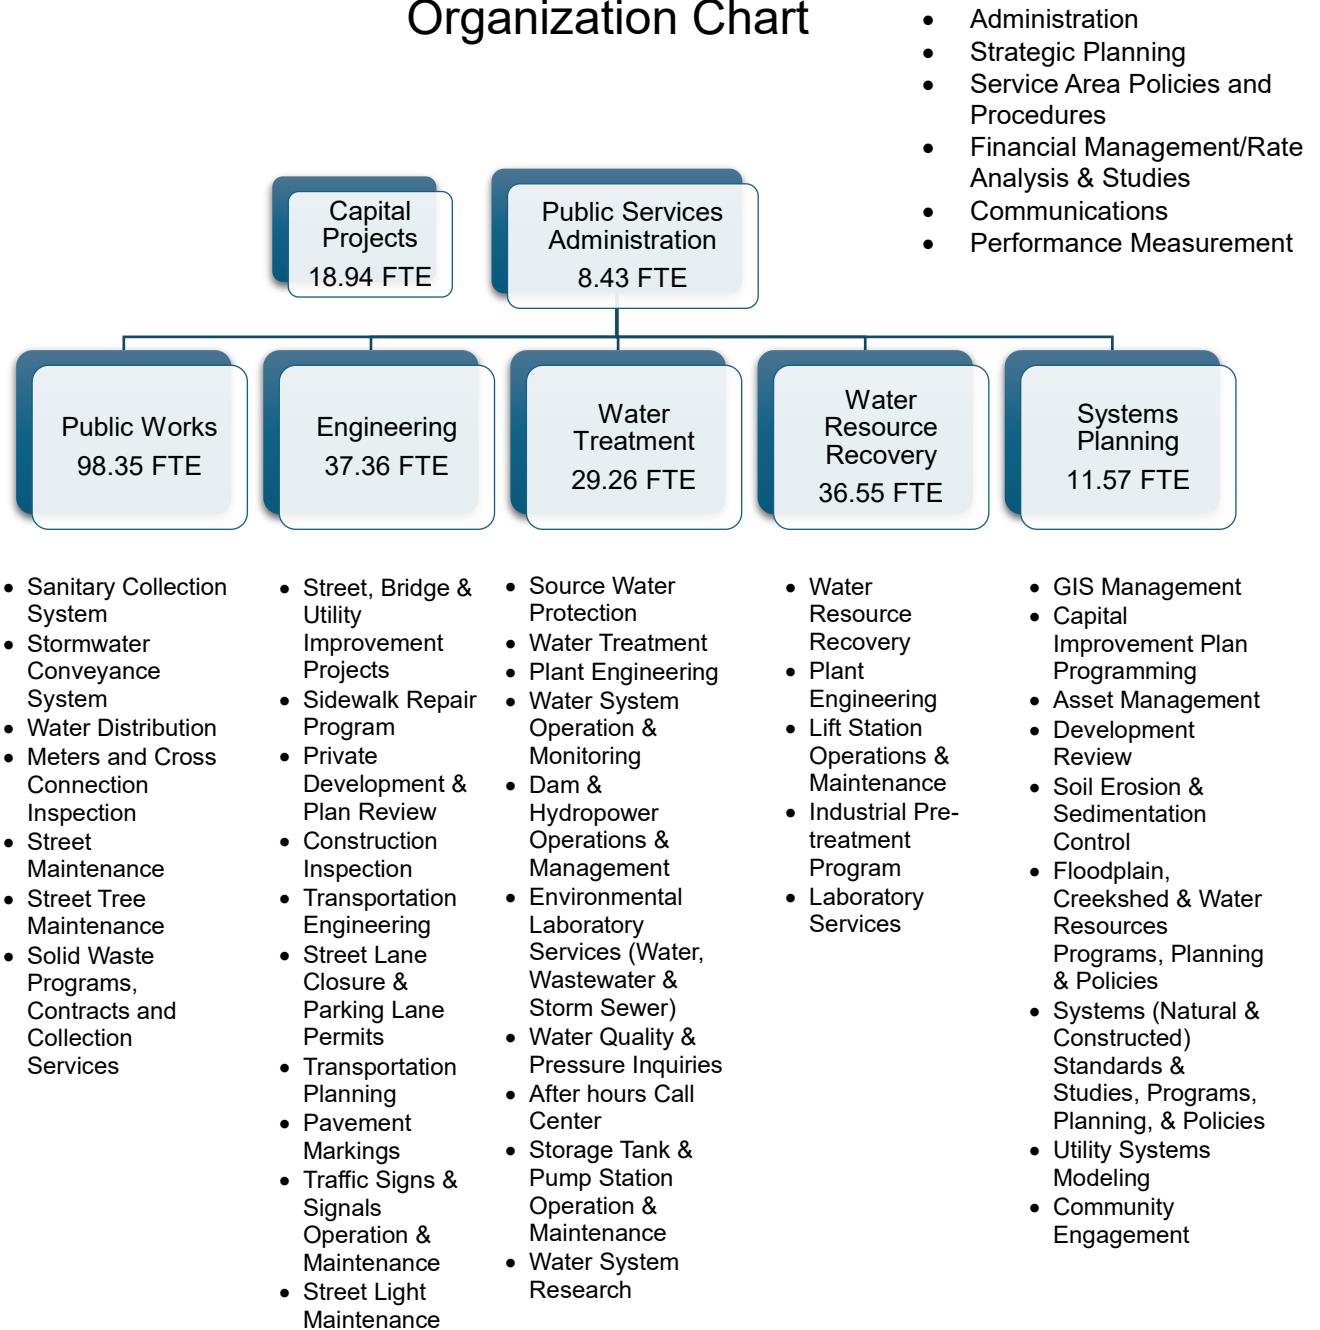 Organization Chart
• Administration
• Strategic Planning
• Service Area Policies and
Procedures
• Financial Management/Rate
Analysis & Studies
• Communications
• Performance Measurement
Capital
Projects
18.94 FTE
Public Services
Administration
8.43 FTE
Public Works
98.35 FTE
Engineering
37.36 FTE
Water
Treatment
29.26 FTE
Water
Resource
Recovery
36.55 FTE
Systems
Planning
11.57 FTE
• Sanitary Collection
System
• Stormwater
Conveyance
System
• Water Distribution
• Meters and Cross
Connection
Inspection
• Street
Maintenance
• Street Tree
Maintenance
• Solid Waste
Programs,
Contracts and
Collection
Services
• Street, Bridge &
Utility
Improvement
Projects
• Sidewalk Repair
Program
• Private
Development &
Plan Review
• Construction
Inspection
• Transportation
Engineering
• Street Lane
Closure &
Parking Lane
Permits
• Transportation
Planning
• Pavement
Markings
• Traffic Signs &
Signals
Operation &
Maintenance
• Street Light
Maintenance
• Source Water
Protection
• Water Treatment
• Plant Engineering
• Water System
Operation &
Monitoring
• Dam &
Hydropower
Operations &
Management
• Environmental
Laboratory
Services (Water,
Wastewater &
Storm Sewer)
• Water Quality &
Pressure Inquiries
• After hours Call
Center
• Storage Tank &
Pump Station
Operation &
Maintenance
• Water System
Research
• Water
Resource
Recovery
• Plant
Engineering
• Lift Station
Operations &
Maintenance
• Industrial Pre-
treatment
Program
• Laboratory
Services
• GIS Management
• Capital
Improvement Plan
Programming
• Asset Management
• Development
Review
• Soil Erosion &
Sedimentation
Control
• Floodplain,
Creekshed & Water
Resources
Programs, Planning
& Policies
• Systems (Natural &
Constructed)
Standards &
Studies, Programs,
Planning, & Policies
• Utility Systems
Modeling
• Community
Engagement